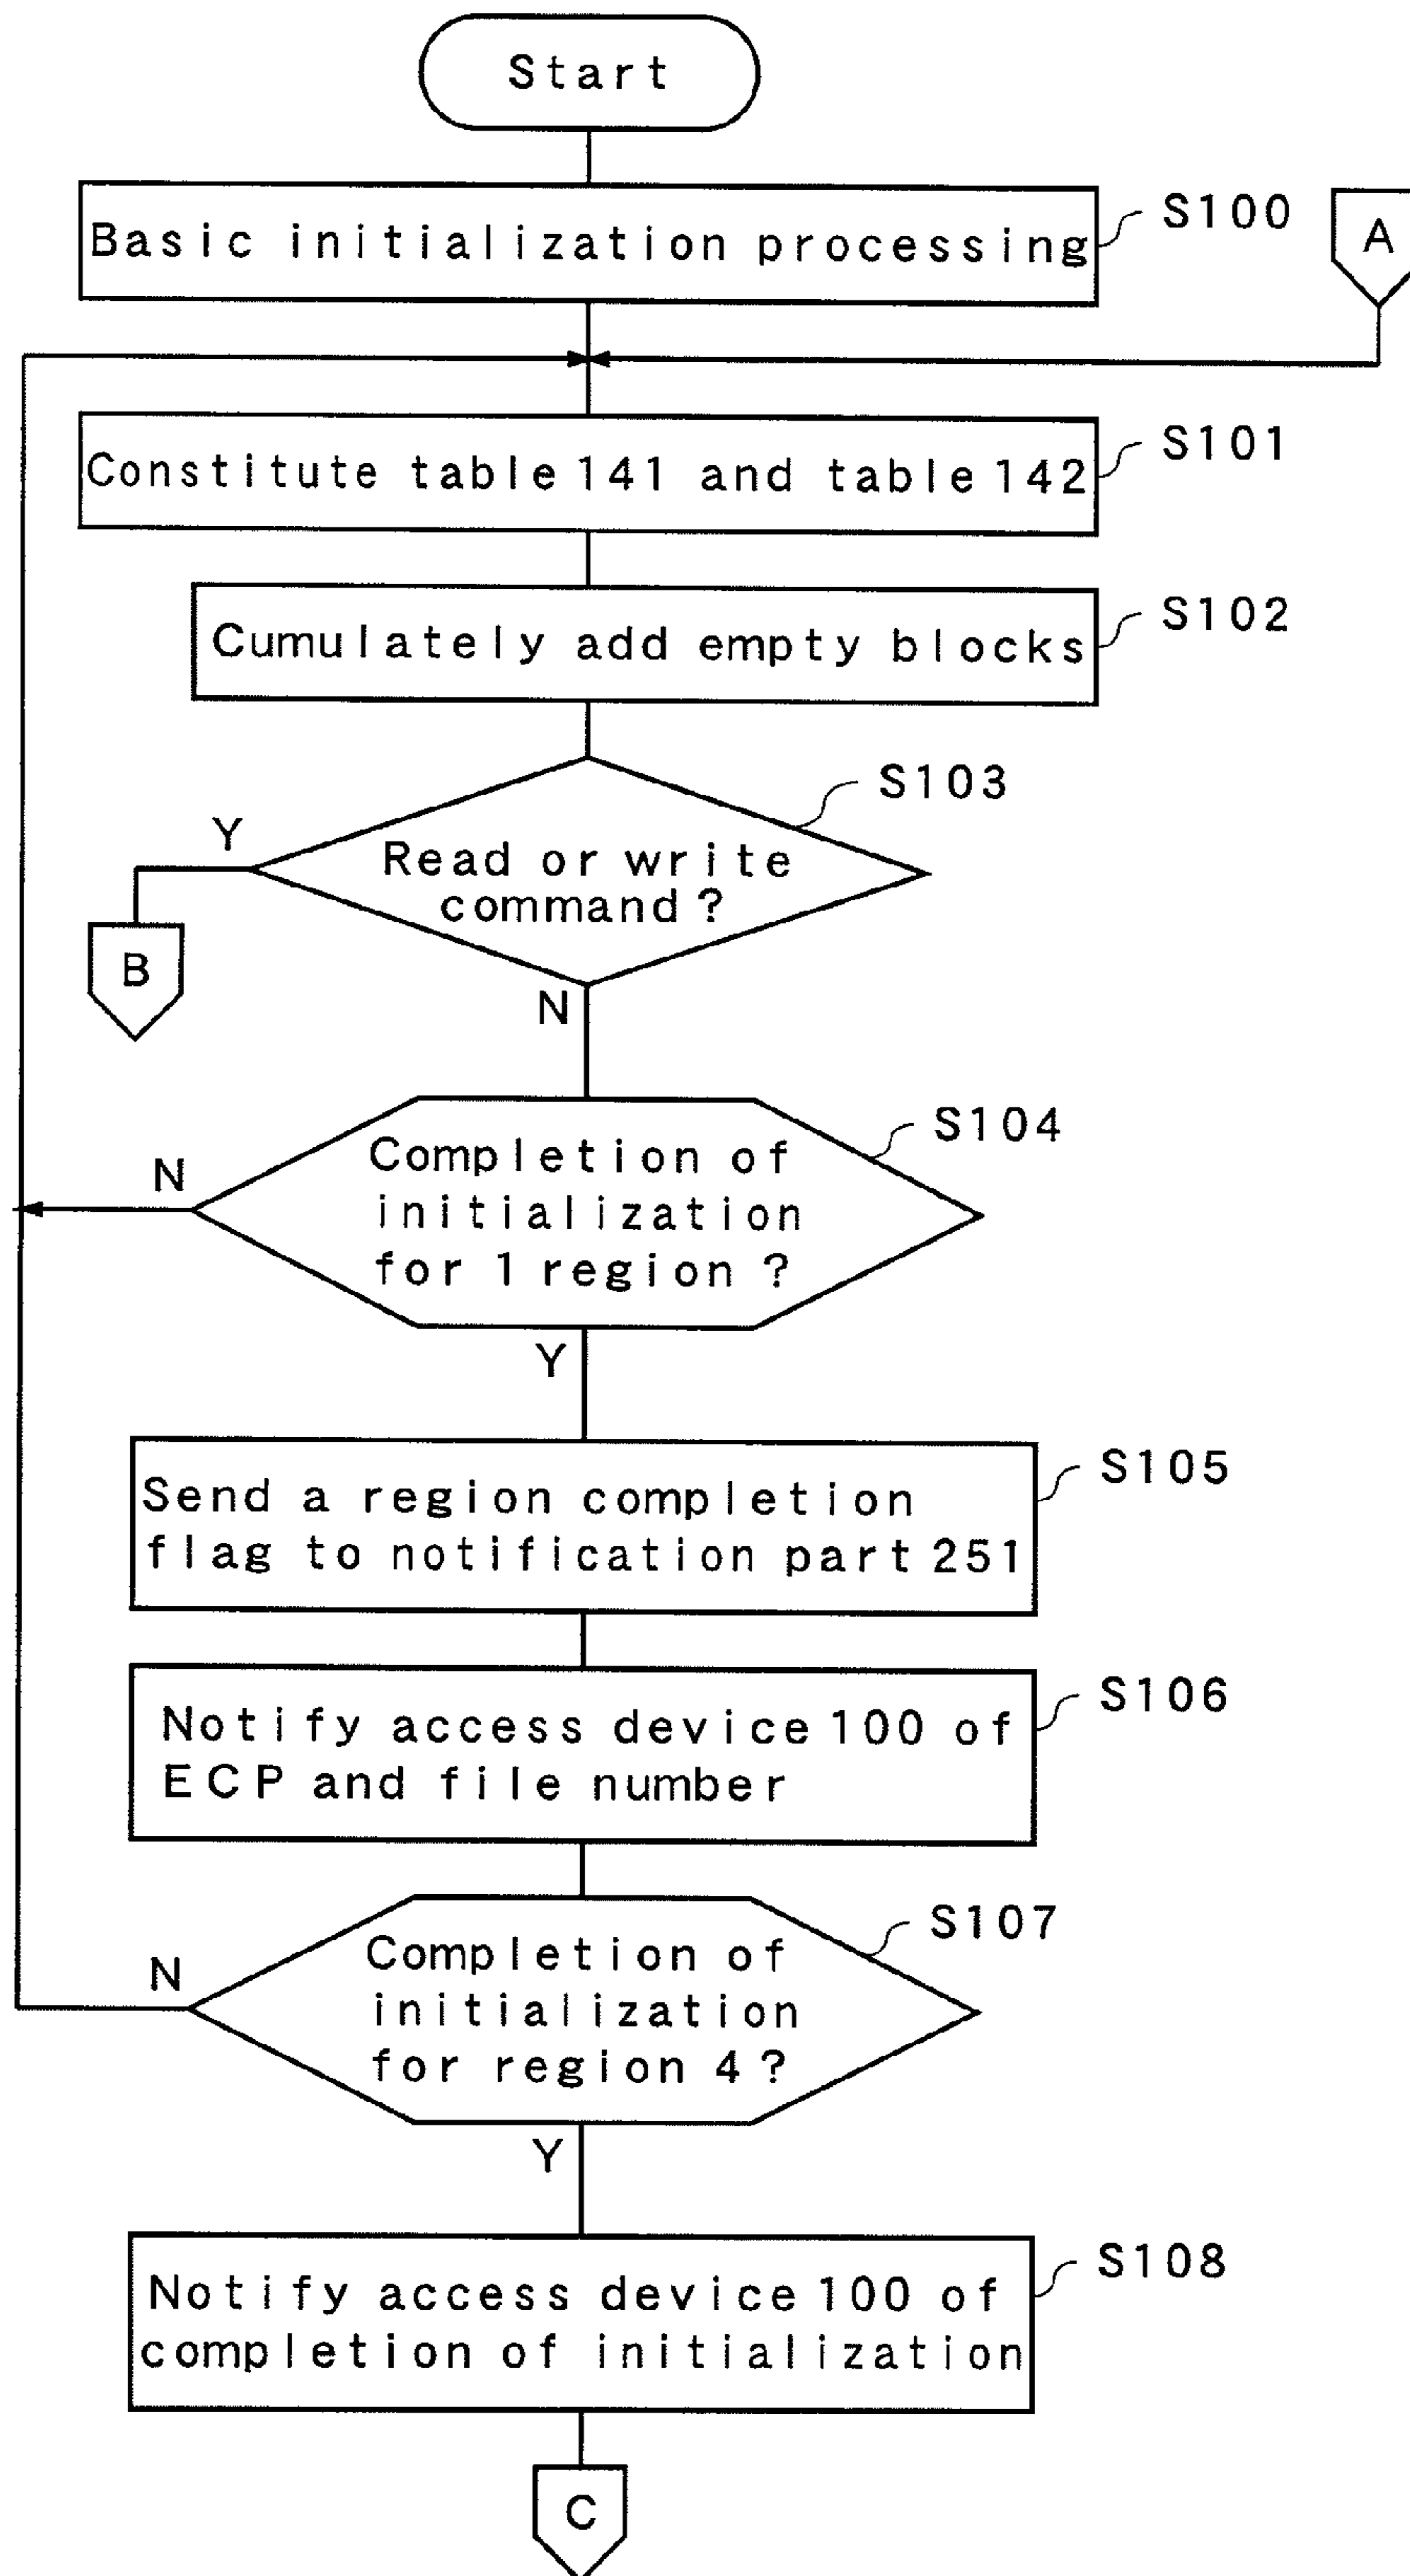 Start
Basic initialization processing
S100
A
Constitute table 141 and table 142
S101
Cumulately add empty blocks
S102
S103
Y
Read or write
command?
B
N
S104
N
Completion of
initialization
for 1 region?
Y
S105
Send a region completion
flag to notification part 251
S106
Notify access device 100 of
ECP and file number
S107
N
Completion of
initialization
for region 4?
Y
S108
Notify access device 100 of
completion of initialization
C